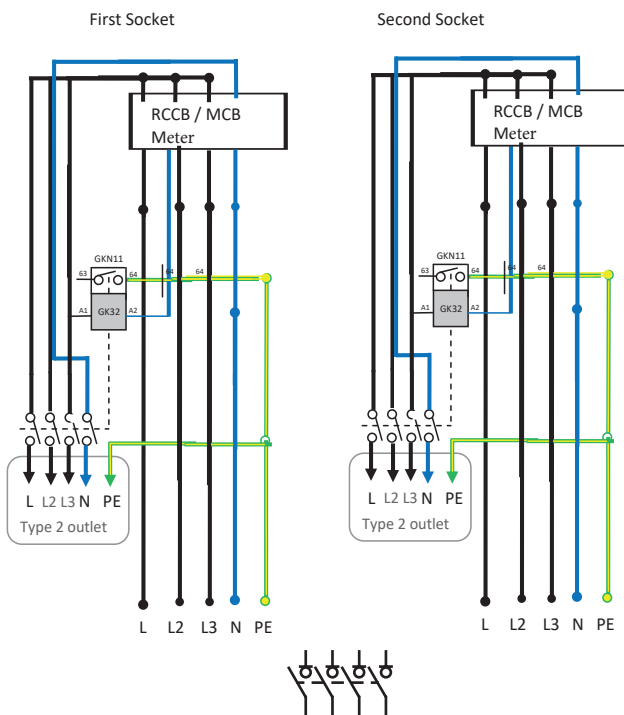 First Socket
RCCB / MCB
Meter
GKN11
63
64
64
64
A1
GK32
A2
L L2 L3 N PE
Type 2 outlet
L L2 L3 N PE
Second Socket
RCCB / MCB
Meter
GKN11
63
64
64
64
A1
GK32
A2
L L2 L3 N PE
Type 2 outlet
L L2 L3 N PE